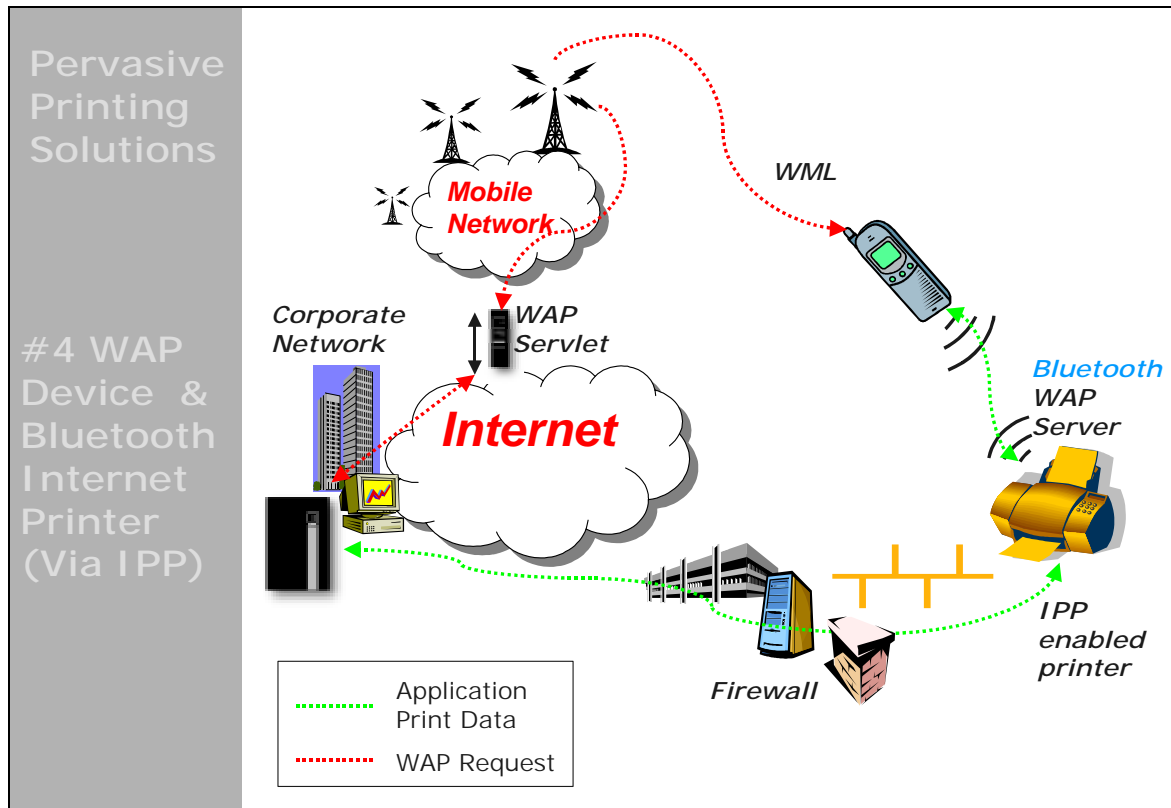 Pervasive
Printing
Solutions
#4 WAP
Device &
Bluetooth
Internet
Printer
(Via IPP)
Mobile
Network
WML
Corporate
Network
WAP
Servlet
Internet
Bluetooth
WAP
Server
IPP
enabled
printer
Firewall
Application
Print Data
WAP Request